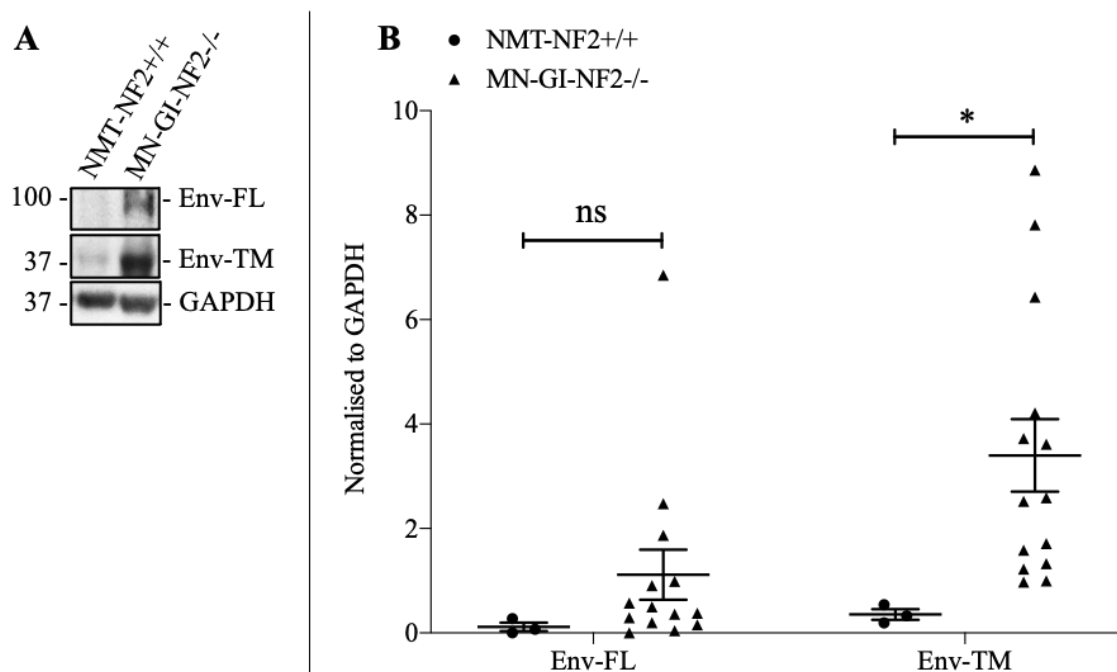 A
NMT-NF2+/+
MN-GI-NF2-/-
100 -
- Env-FL
37 -
- Env-TM
37 -
- GAPDH
B
NMT-NF2+/+
MN-GI-NF2-/-
Normalised to GAPDH
10
8
6
4
2
0
ns
*
Env-FL
Env-TM